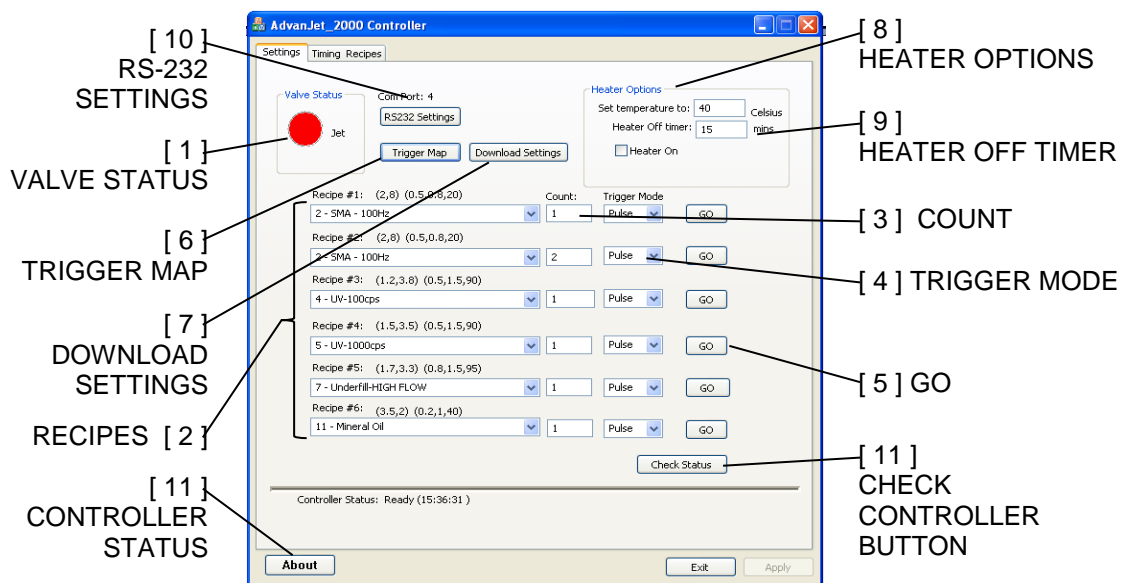 AdvanJet_2000 Controller
Settings
Timing Recipes
[ 10 ]
RS-232
SETTINGS
[ 1 ]
VALVE STATUS
[ 6 ]
TRIGGER MAP
[ 7 ]
DOWNLOAD
SETTINGS
RECIPES [ 2 ]
[ 11 ]
CONTROLLER
STATUS
Valve Status
Jet
Com Port: 4
RS232 Settings
Trigger Map
Download Settings
Heater Options
Set temperature to: 40 Celsius
Heater Off timer: 15 mins
Heater On
Recipe #1: (2,8) (0.5,0.8,20) Count: Trigger Mode
2 - SMA - 100Hz 1 Pulse GO
Recipe #2: (2,8) (0.5,0.8,20)
2 - SMA - 100Hz 2 Pulse GO
Recipe #3: (1.2,3.8) (0.5,1.5,90)
4 - UV-100cps 1 Pulse GO
Recipe #4: (1.5,3.5) (0.5,1.5,90)
5 - UV-1000cps 1 Pulse GO
Recipe #5: (1.7,3.3) (0.8,1.5,95)
7 - Underfill-HIGH FLOW 1 Pulse GO
Recipe #6: (3.5,2) (0.2,1,40)
11 - Mineral Oil 1 Pulse GO
Check Status
Controller Status: Ready (15:36:31 )
About
Exit
Apply
[ 8 ]
HEATER OPTIONS
[ 9 ]
HEATER OFF TIMER
[ 3 ] COUNT
[ 4 ] TRIGGER MODE
[ 5 ] GO
[ 11 ]
CHECK
CONTROLLER
BUTTON